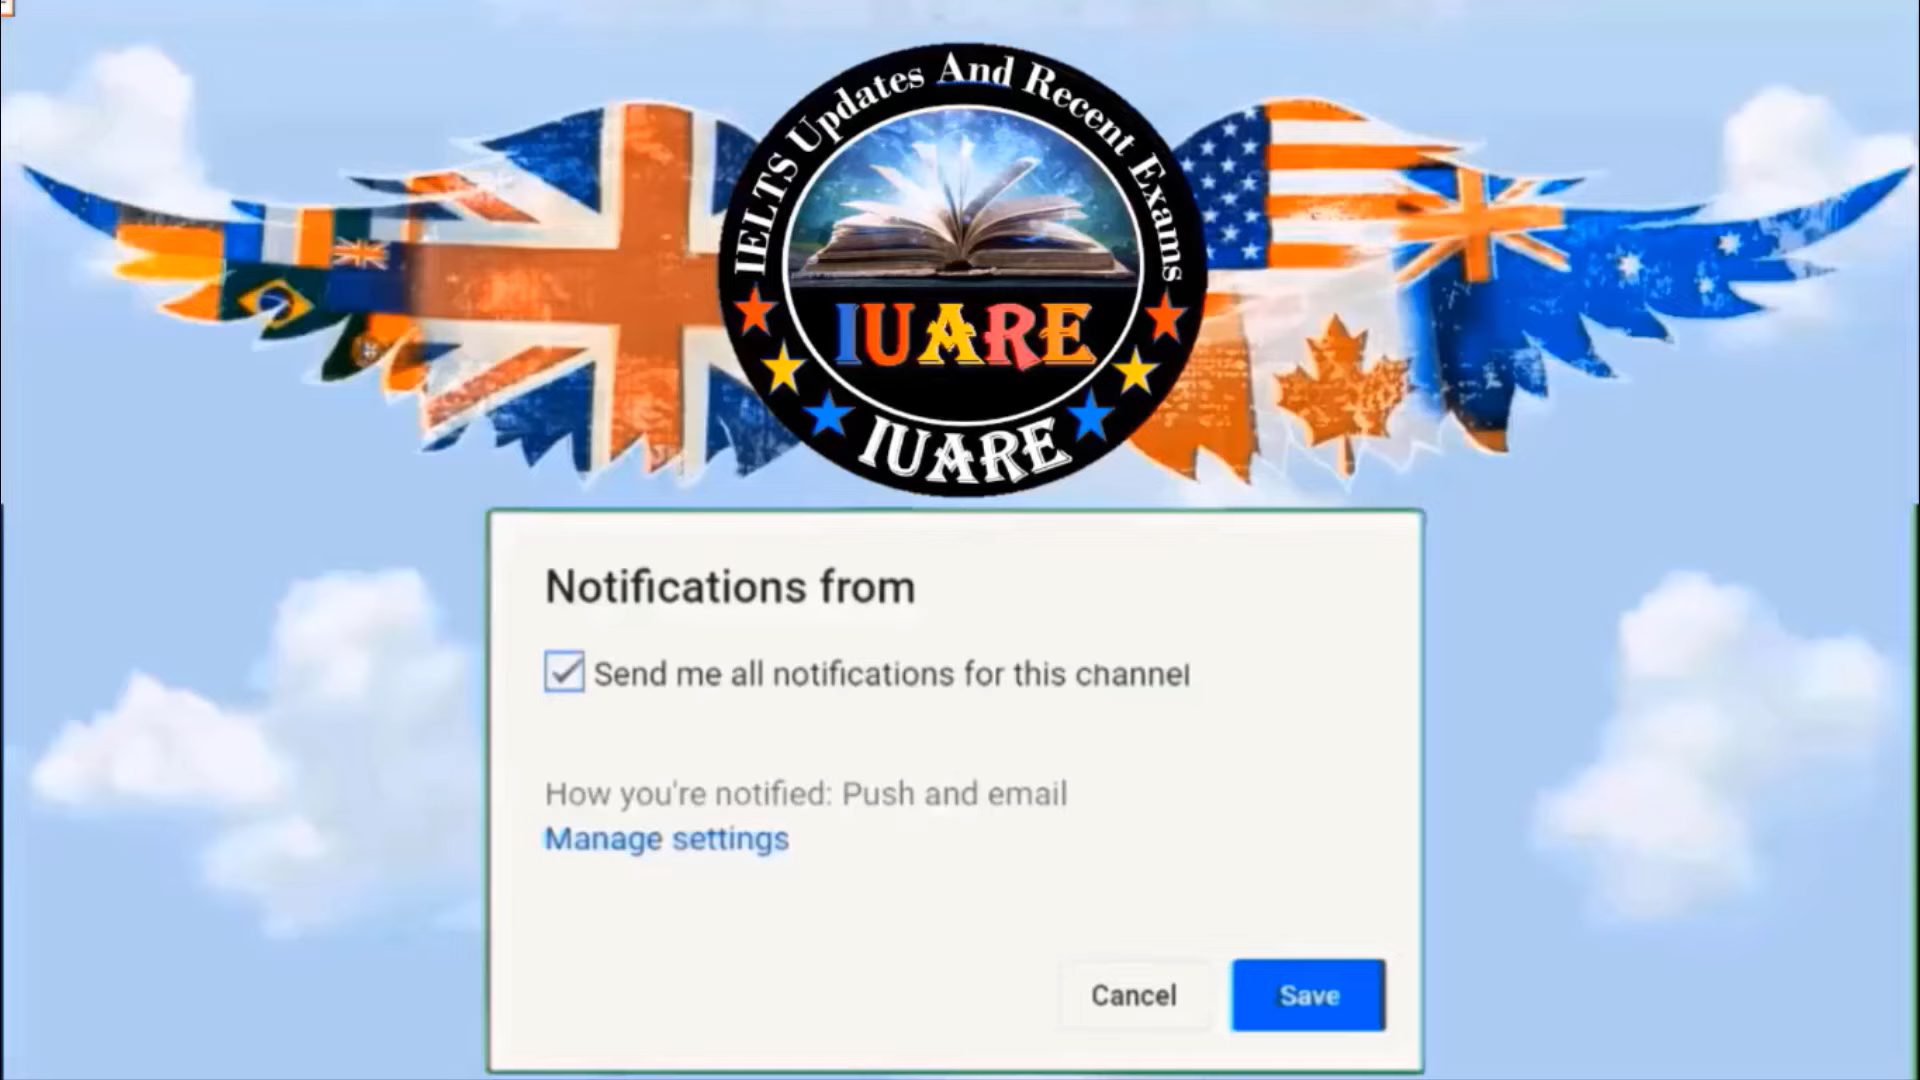 IELTS Updates And Recent Exams
IUARE
IUARE
Notifications from
Send me all notifications for this channel
How you're notified: Push and email
Manage settings
Cancel
Save